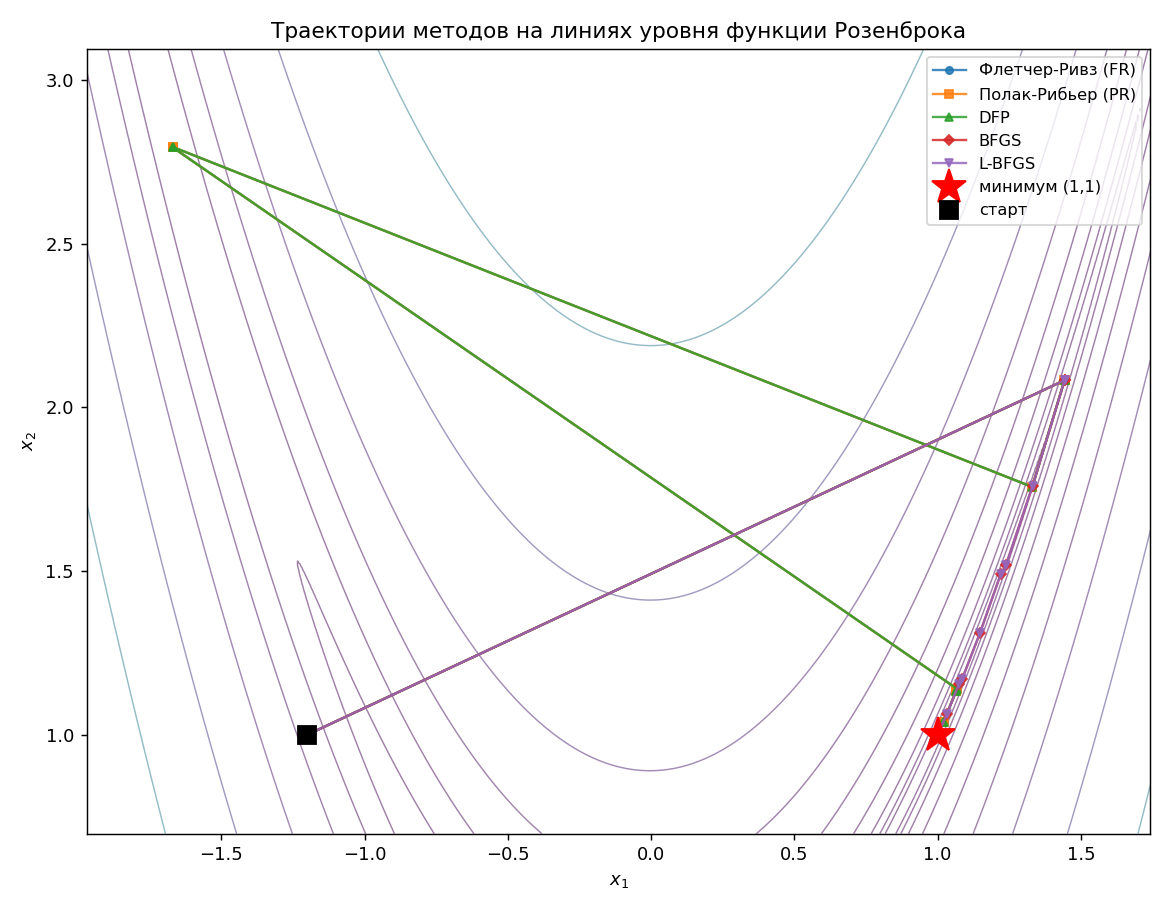 Траектории методов на линиях уровня функции Розенброка
3.0
2.5
2.0
1.5
1.0
x₂
Флетчер-Ривз (FR)
Полак-Рибьер (PR)
DFP
BFGS
L-BFGS
минимум (1,1)
старт
−1.5 −1.0 −0.5 0.0 0.5 1.0 1.5
x₁